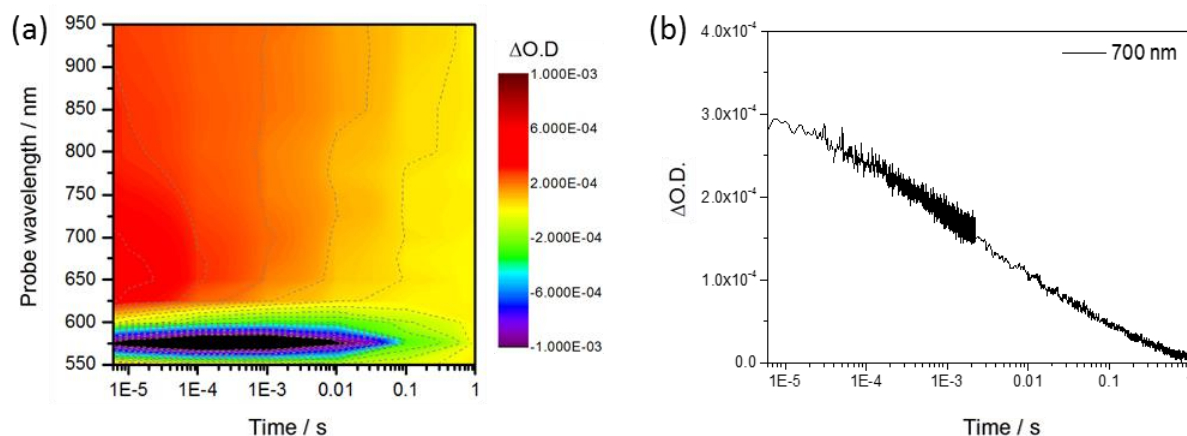 (a)
950
900
850
800
750
700
650
600
550
Probe wavelength / nm
1E-5 1E-4 1E-3 0.01 0.1 1
Time / s
ΔO.D
1.000E-03
6.000E-04
2.000E-04
-2.000E-04
-6.000E-04
-1.000E-03
(b)
4.0x10⁻⁴
3.0x10⁻⁴
2.0x10⁻⁴
1.0x10⁻⁴
0.0
ΔO.D.
700 nm
1E-5 1E-4 1E-3 0.01 0.1
Time / s